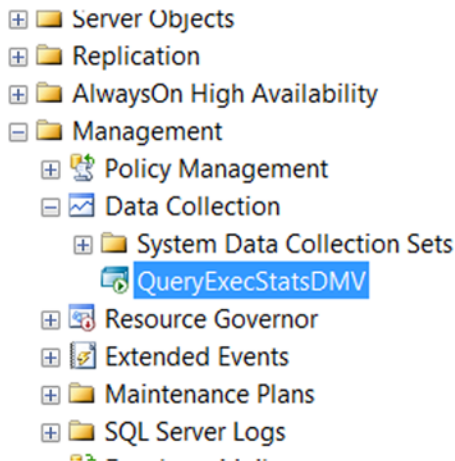 Server Objects
Replication
AlwaysOn High Availability
Management
Policy Management
Data Collection
System Data Collection Sets
QueryExecStatsDMV
Resource Governor
Extended Events
Maintenance Plans
SQL Server Logs